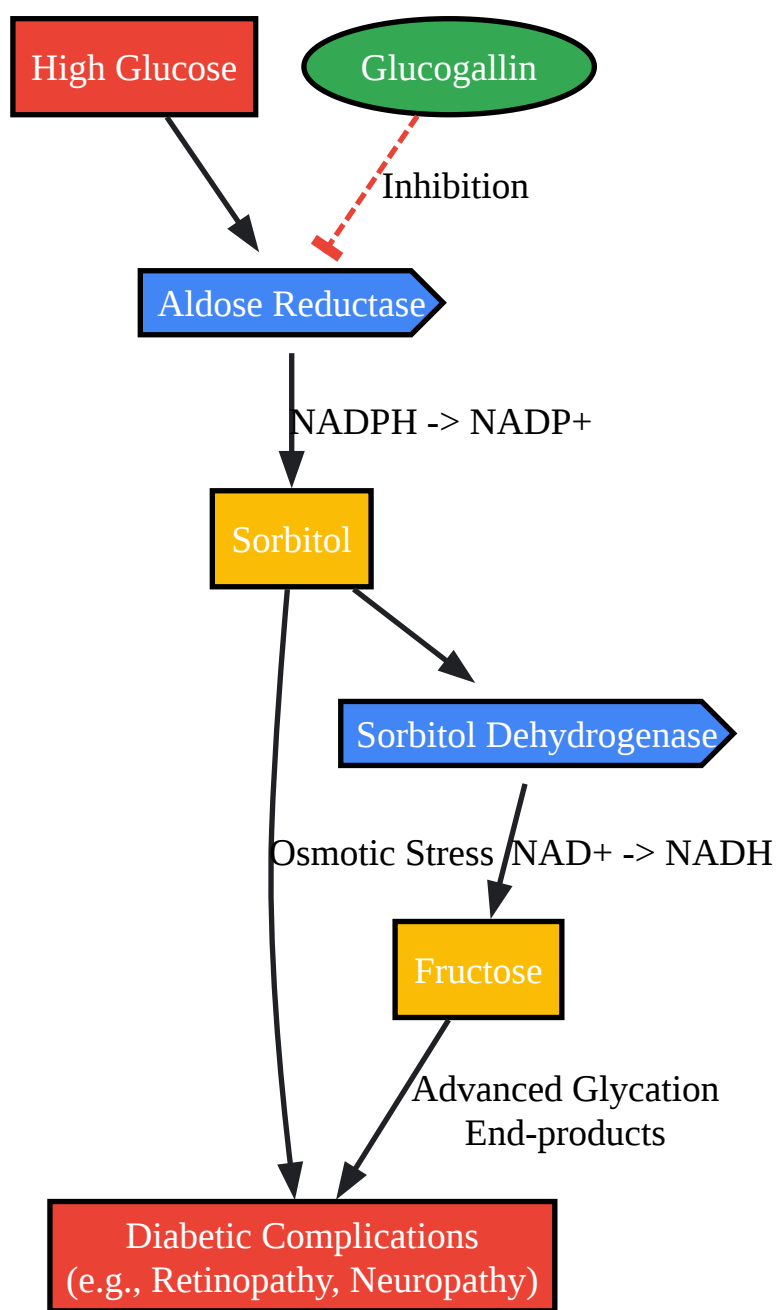 High Glucose
Glucogallin
Inhibition
Aldose Reductase
NADPH -> NADP+
Sorbitol
Sorbitol Dehydrogenase
Osmotic Stress
NAD+ -> NADH
Fructose
Advanced Glycation
End-products
Diabetic Complications
(e.g., Retinopathy, Neuropathy)